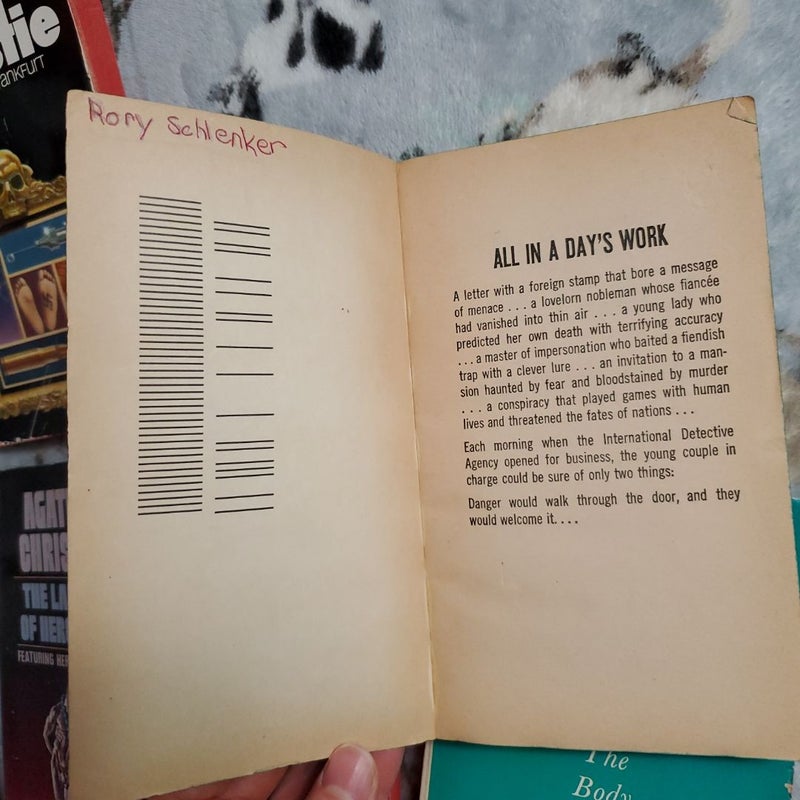 tie
ANKFURT
Rory Schlenker
ALL IN A DAY'S WORK
A letter with a foreign stamp that bore a message
of menace . . . a lovelorn nobleman whose fiancée
had vanished into thin air . . . a young lady who
predicted her own death with terrifying accuracy
. . . a master of impersonation who baited a fiendish
trap with a clever lure . . . an invitation to a man-
sion haunted by fear and bloodstained by murder
. . . a conspiracy that played games with human
lives and threatened the fates of nations . . .
Each morning when the International Detective
Agency opened for business, the young couple in
charge could be sure of only two things:
Danger would walk through the door, and they
would welcome it. . . .
AGAT
CHRIS
THE LA
OF HER
FEATURING HER
The
Body